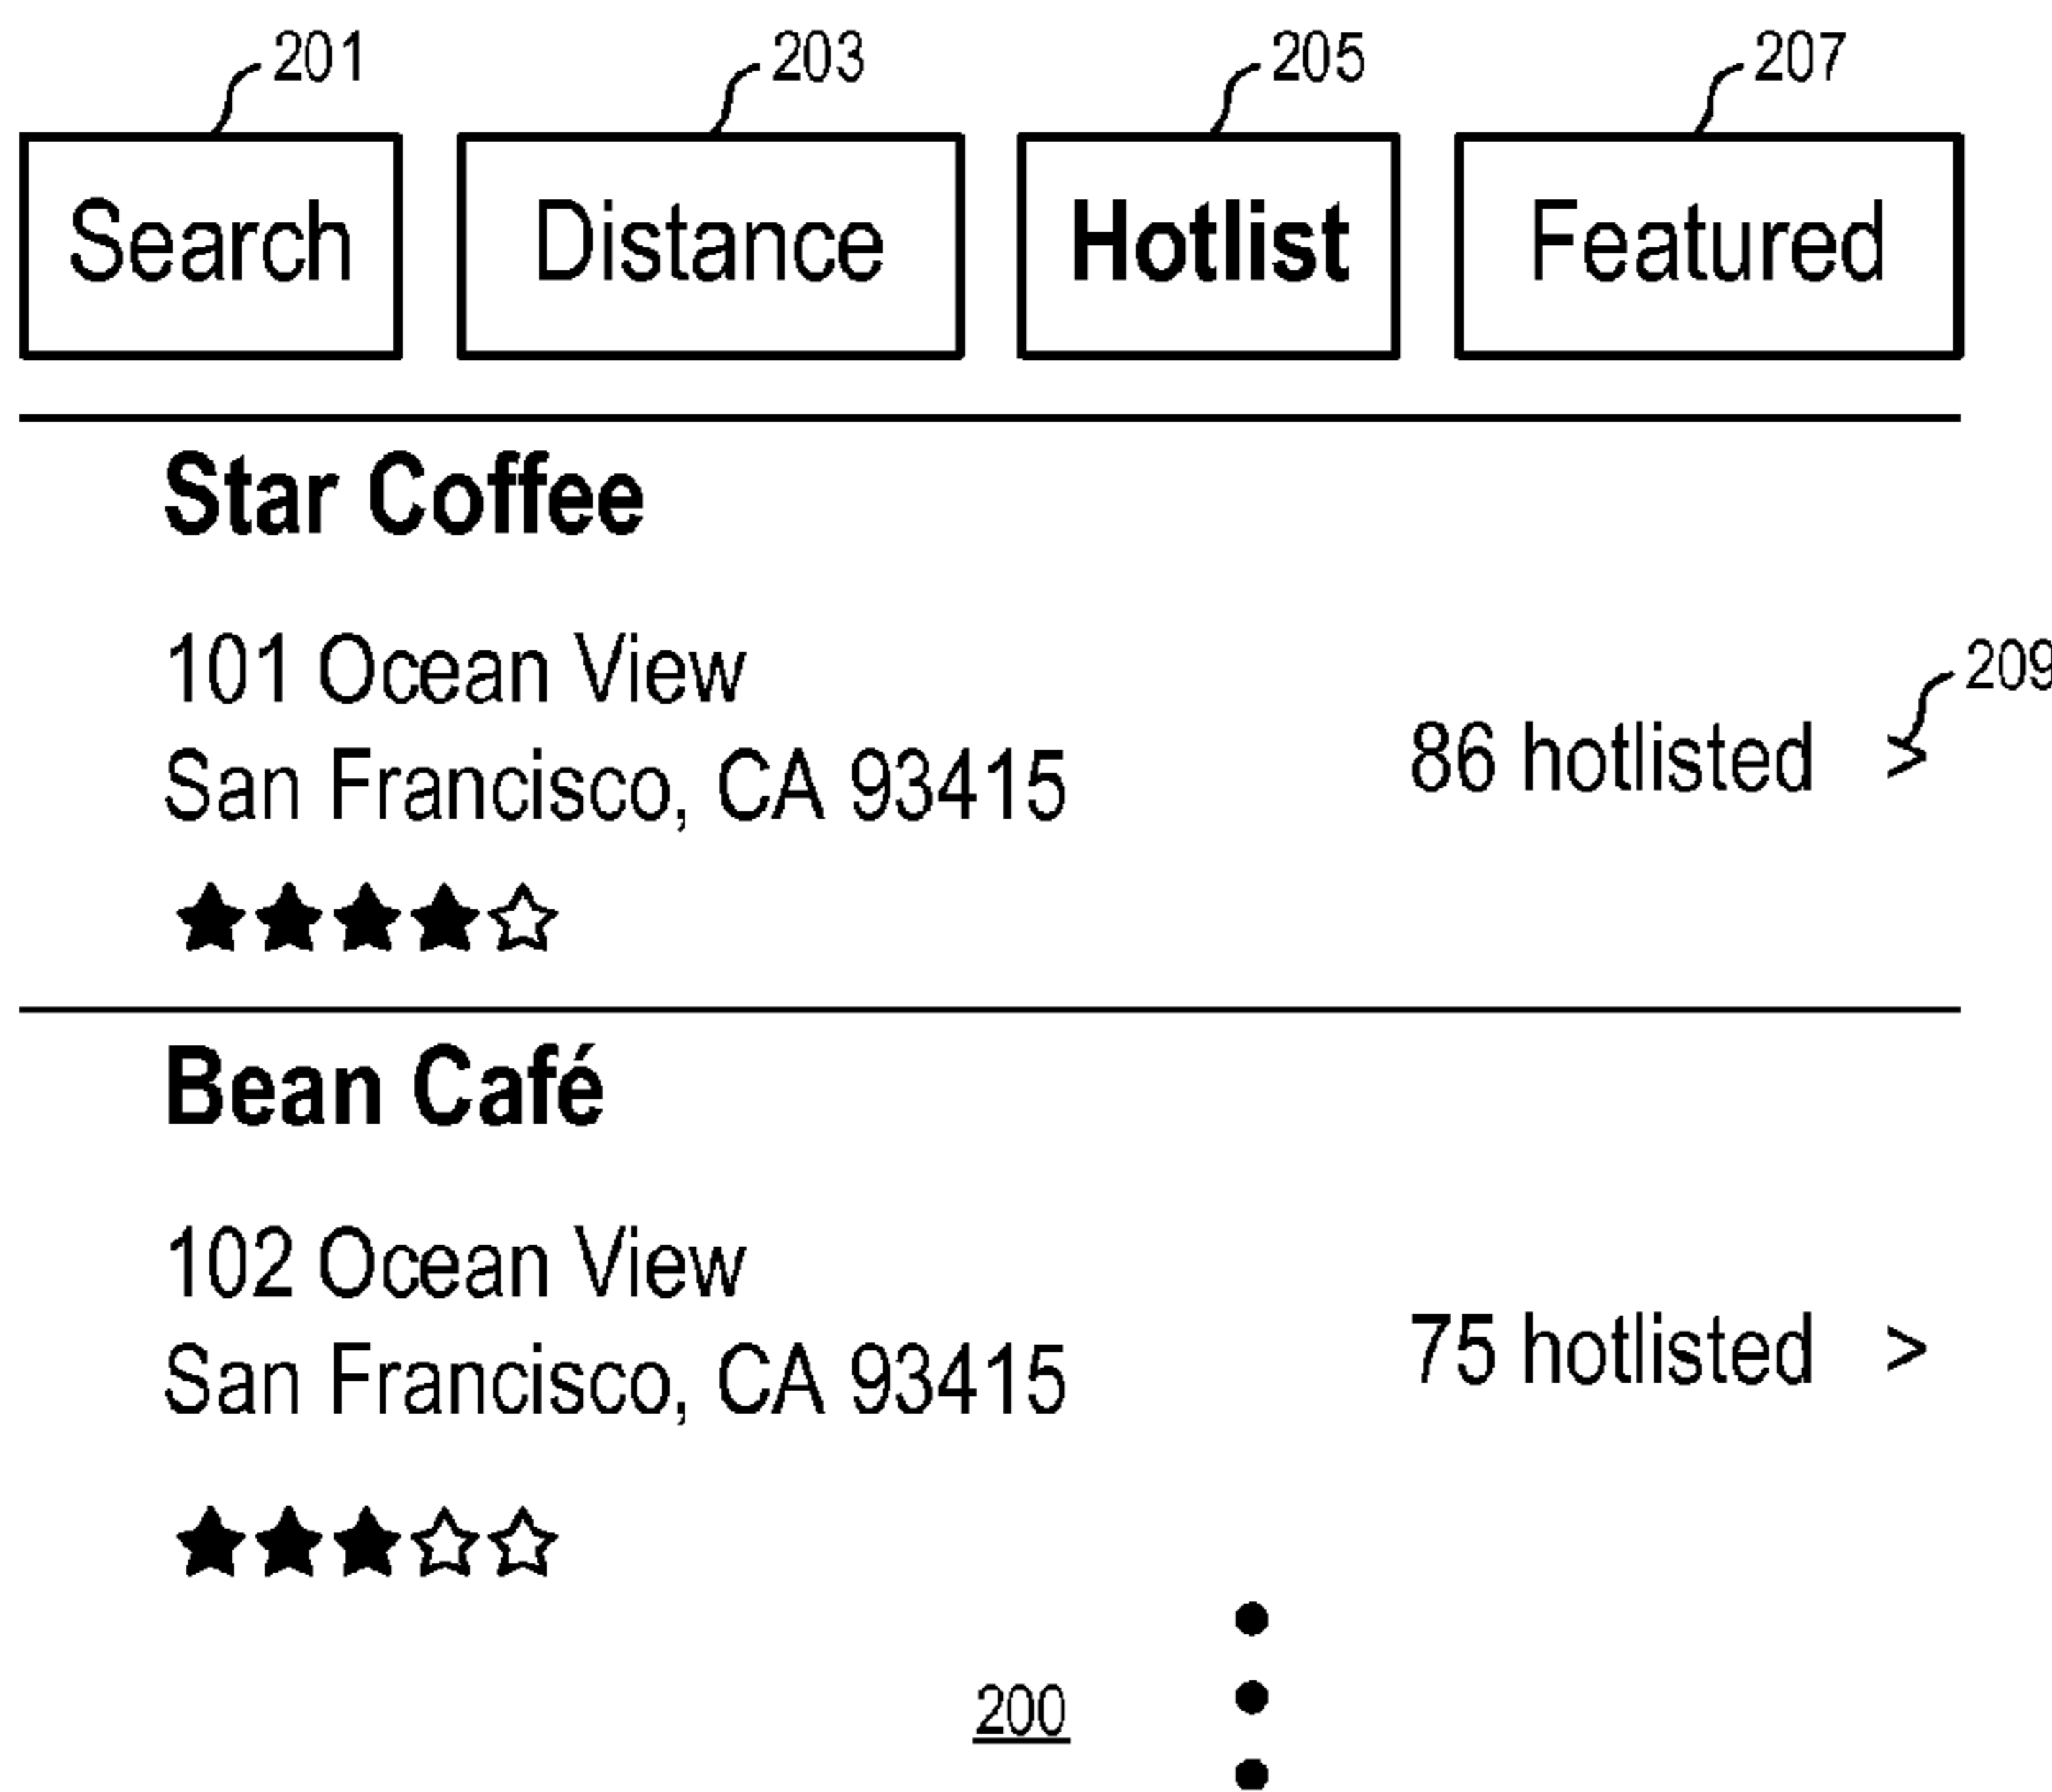 201 203 205 207
Search Distance Hotlist Featured
Star Coffee
101 Ocean View
209
San Francisco, CA 93415
86 hotlisted >
★★★★☆
Bean Café
102 Ocean View
San Francisco, CA 93415
75 hotlisted >
★★★☆☆
200